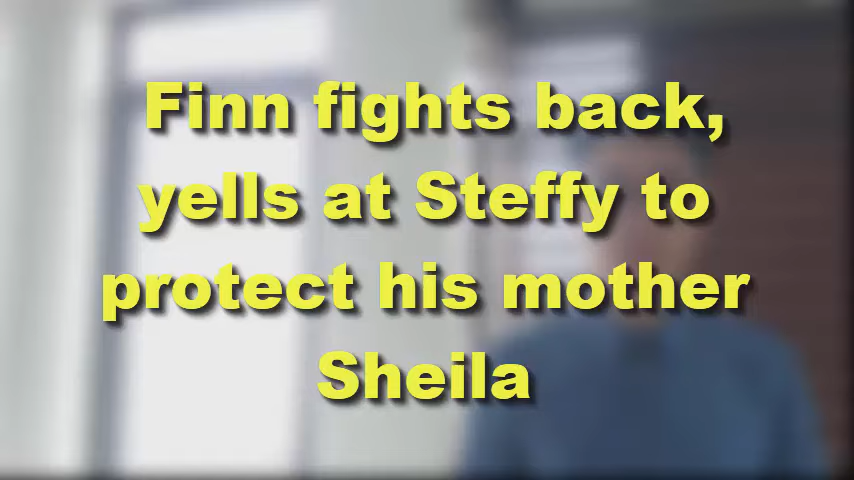 Finn fights back,
yells at Steffy to
protect his mother
Sheila